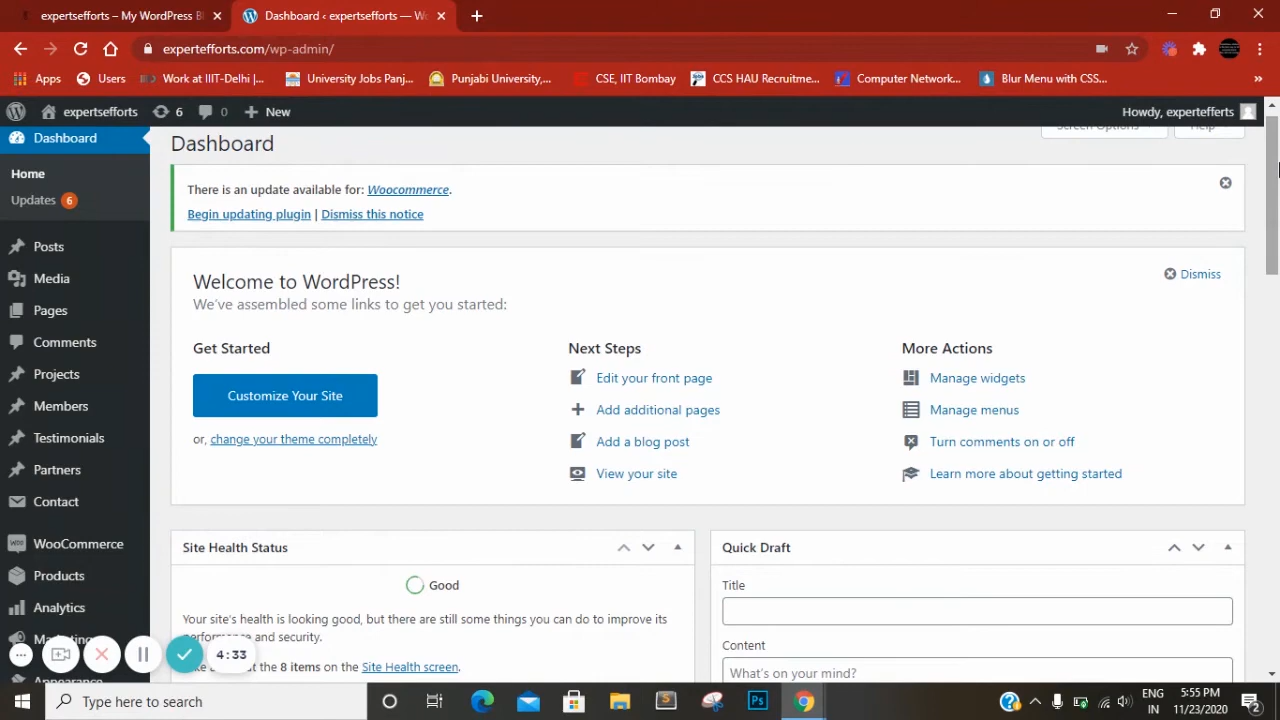 expertsefforts – My WordPress B
Dashboard ‹ expertsefforts — Wo
expertefforts.com/wp-admin/
Apps
Users
Work at IIIT-Delhi |...
University Jobs Panj...
Punjabi University,...
CSE, IIT Bombay
CCS HAU Recruitme...
Computer Network...
Blur Menu with CSS...
»
expertsefforts
6
0
New
Howdy, expertefferts
Dashboard
Screen Options
Help
Dashboard
Home
Updates 6
Posts
Media
Pages
Comments
Projects
Members
Testimonials
Partners
Contact
WooCommerce
Products
Analytics
Marketing
Appearance
There is an update available for: Woocommerce.
Begin updating plugin | Dismiss this notice
Welcome to WordPress!
Dismiss
We've assembled some links to get you started:
Get Started
Customize Your Site
or, change your theme completely
Next Steps
Edit your front page
Add additional pages
Add a blog post
View your site
More Actions
Manage widgets
Manage menus
Turn comments on or off
Learn more about getting started
Site Health Status
Good
Your site's health is looking good, but there are still some things you can do to improve its
performance and security.
the 8 items on the Site Health screen.
Quick Draft
Title
Content
What's on your mind?
4:33
Type here to search
Ps
ENG
IN
5:55 PM
11/23/2020
2